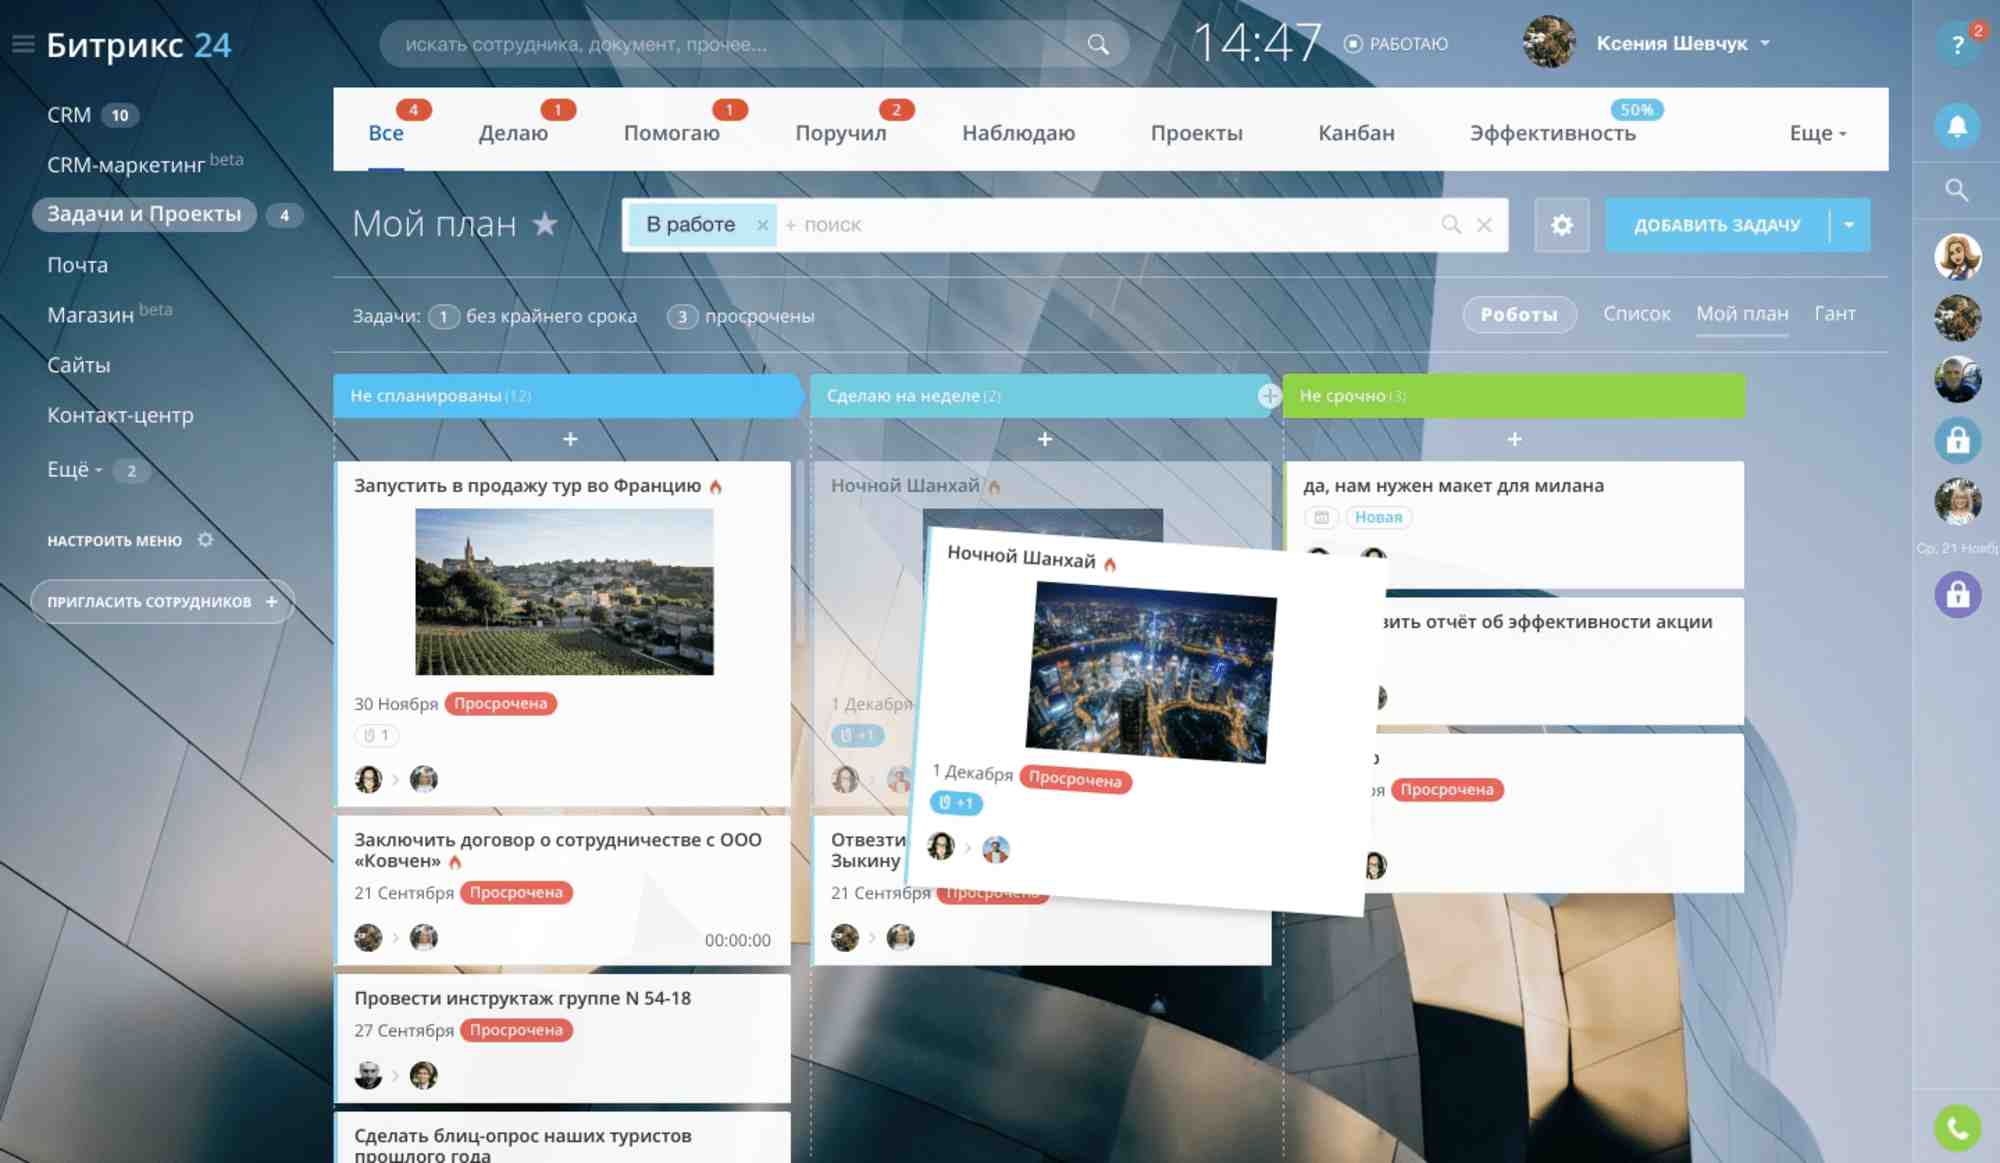 Битрикс 24
искать сотрудника, документ, прочее...
14:47
РАБОТАЮ
Ксения Шевчук
?
2
CRM 10
CRM-маркетинг beta
Задачи и Проекты 4
Почта
Магазин beta
Сайты
Контакт-центр
Ещё 2
НАСТРОИТЬ МЕНЮ
ПРИГЛАСИТЬ СОТРУДНИКОВ +
4 1 1 2 50%
Все Делаю Помогаю Поручил Наблюдаю Проекты Канбан Эффективность Еще
Мой план
В работе × + поиск
ДОБАВИТЬ ЗАДАЧУ
Задачи: 1 без крайнего срока 3 просрочены
Роботы Список Мой план Гант
Не спланированы (12)
+
Запустить в продажу тур во Францию
30 Ноября Просрочена
1
Заключить договор о сотрудничестве с ООО
«Ковчен»
21 Сентября Просрочена
00:00:00
Провести инструктаж группе N 54-18
27 Сентября Просрочена
Сделать блиц-опрос наших туристов
прошлого года
Сделаю на неделе (2)
+
Ночной Шанхай
1 Декабря
+1
Отвезти
Зыкину
21 Сентября Просрочена
Ночной Шанхай
1 Декабря Просрочена
+1
Не срочно (3)
+
да, нам нужен макет для милана
Новая
вить отчёт об эффективности акции
ря Просрочена
Ср, 21 Нояб